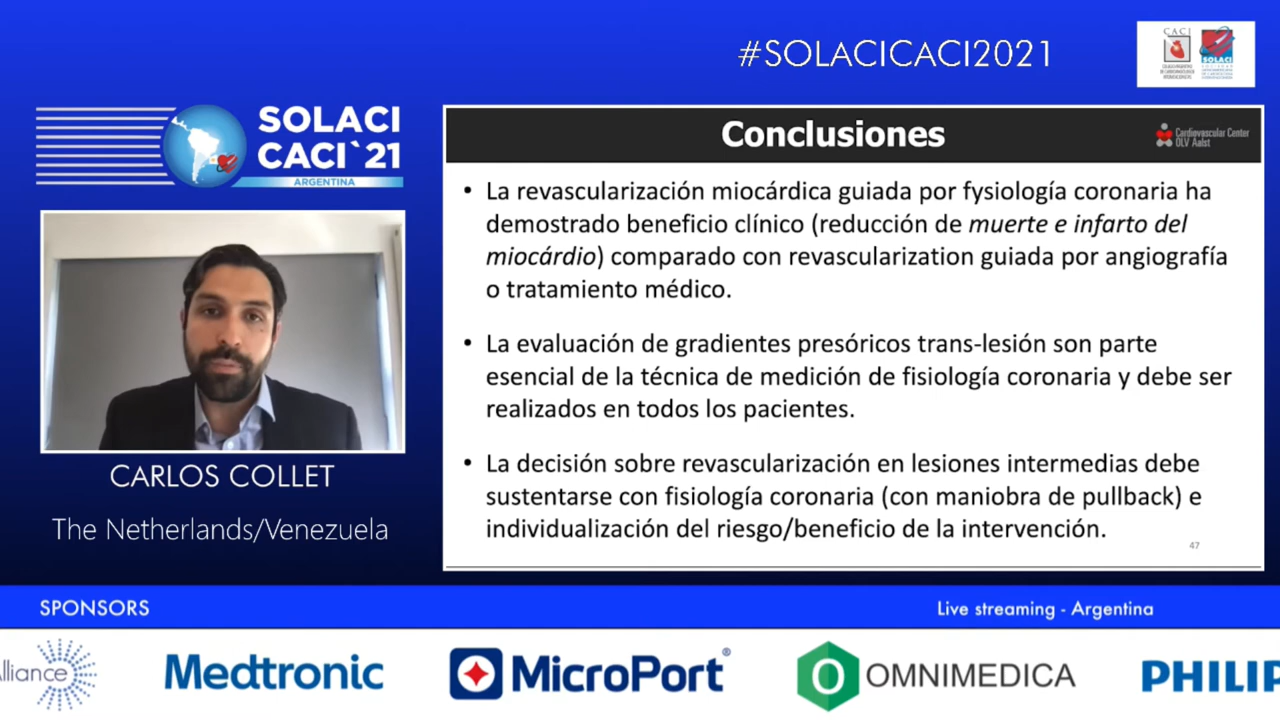 #SOLACICACI2021
CACI
SOLACI
SOLACI
CACI`21
ARGENTINA
CARLOS COLLET
The Netherlands/Venezuela
Conclusiones
Cardiovascular Center
OLV Aalst
• La revascularización miocárdica guiada por fysiología coronaria ha
demostrado beneficio clínico (reducción de muerte e infarto del
miocárdio) comparado con revascularization guiada por angiografía
o tratamiento médico.
• La evaluación de gradientes presóricos trans-lesión son parte
esencial de la técnica de medición de fisiología coronaria y debe ser
realizados en todos los pacientes.
• La decisión sobre revascularización en lesiones intermedias debe
sustentarse con fisiología coronaria (con maniobra de pullback) e
individualización del riesgo/beneficio de la intervención.
47
SPONSORS
Live streaming - Argentina
lliance
Medtronic
MicroPort®
OMNIMEDICA
PHILIP